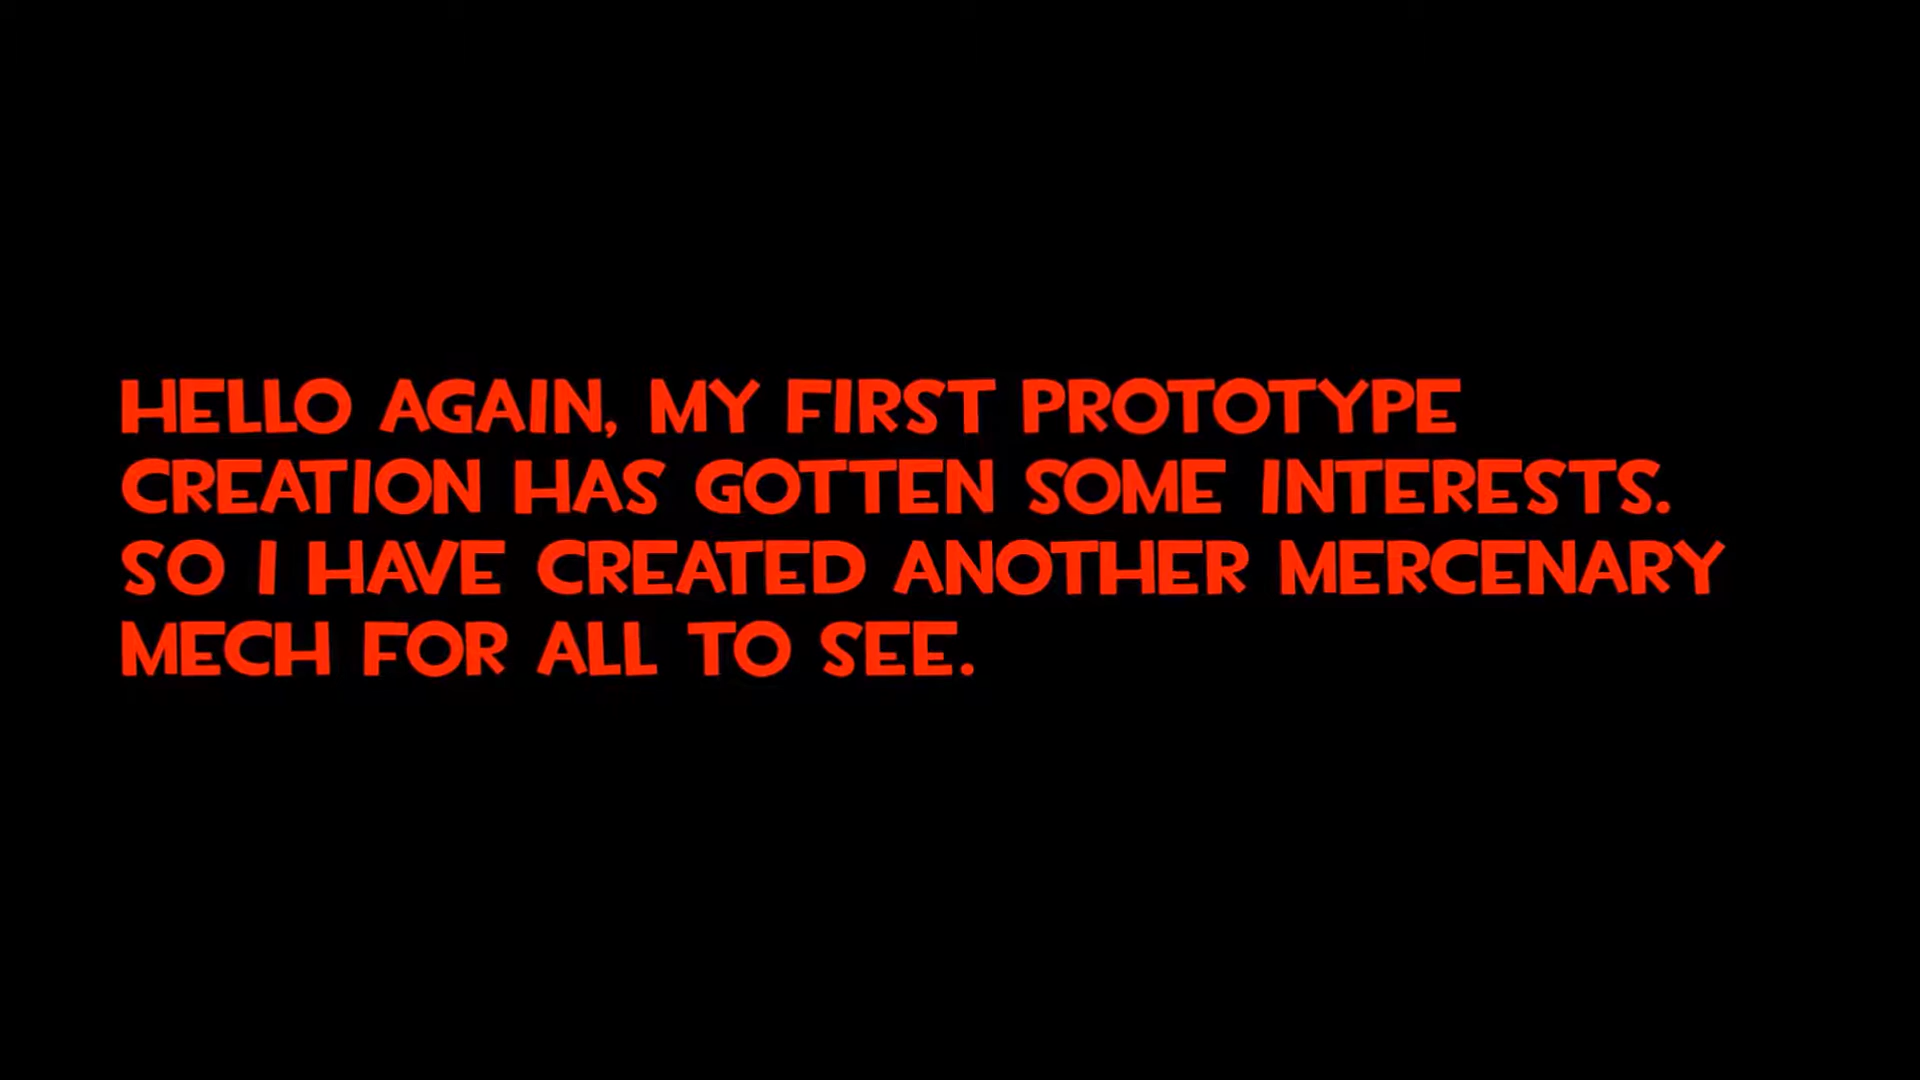 HELLO AGAIN, MY FIRST PROTOTYPE
CREATION HAS GOTTEN SOME INTERESTS.
SO I HAVE CREATED ANOTHER MERCENARY
MECH FOR ALL TO SEE.